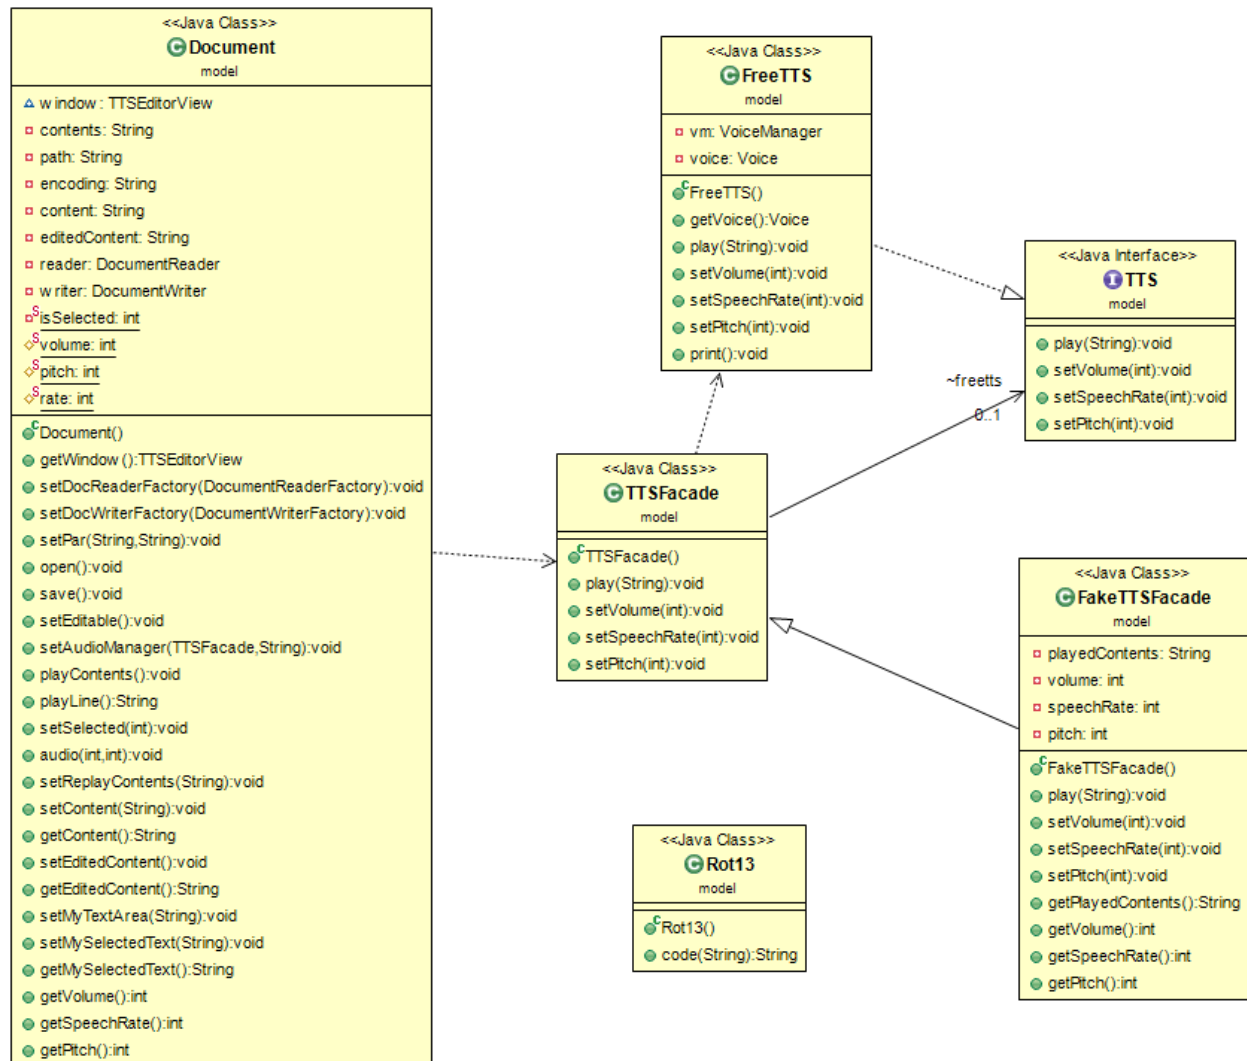 <<Java Class>>
Document
model
window: TTSEditorView
contents: String
path: String
encoding: String
content: String
editedContent: String
reader: DocumentReader
writer: DocumentWriter
isSelected: int
volume: int
pitch: int
rate: int
Document()
getWindow():TTSEditorView
setDocReaderFactory(DocumentReaderFactory):void
setDocWriterFactory(DocumentWriterFactory):void
setPar(String,String):void
open():void
save():void
setEditable():void
setAudioManager(TTSFacade,String):void
playContents():void
playLine():String
setSelected(int):void
audio(int,int):void
setReplayContents(String):void
setContent(String):void
getContent():String
setEditedContent():void
getEditedContent():String
setMyTextArea(String):void
setMySelectedText(String):void
getMySelectedText():String
getVolume():int
getSpeechRate():int
getPitch():int
<<Java Class>>
FreeTTS
model
vm: VoiceManager
voice: Voice
FreeTTS()
getVoice():Voice
play(String):void
setVolume(int):void
setSpeechRate(int):void
setPitch(int):void
print():void
<<Java Interface>>
TTS
model
play(String):void
setVolume(int):void
setSpeechRate(int):void
setPitch(int):void
~freetts
0..1
<<Java Class>>
TTSFacade
model
TTSFacade()
play(String):void
setVolume(int):void
setSpeechRate(int):void
setPitch(int):void
<<Java Class>>
FakeTTSFacade
model
playedContents: String
volume: int
speechRate: int
pitch: int
FakeTTSFacade()
play(String):void
setVolume(int):void
setSpeechRate(int):void
setPitch(int):void
getPlayedContents():String
getVolume():int
getSpeechRate():int
getPitch():int
<<Java Class>>
Rot13
model
Rot13()
code(String):String